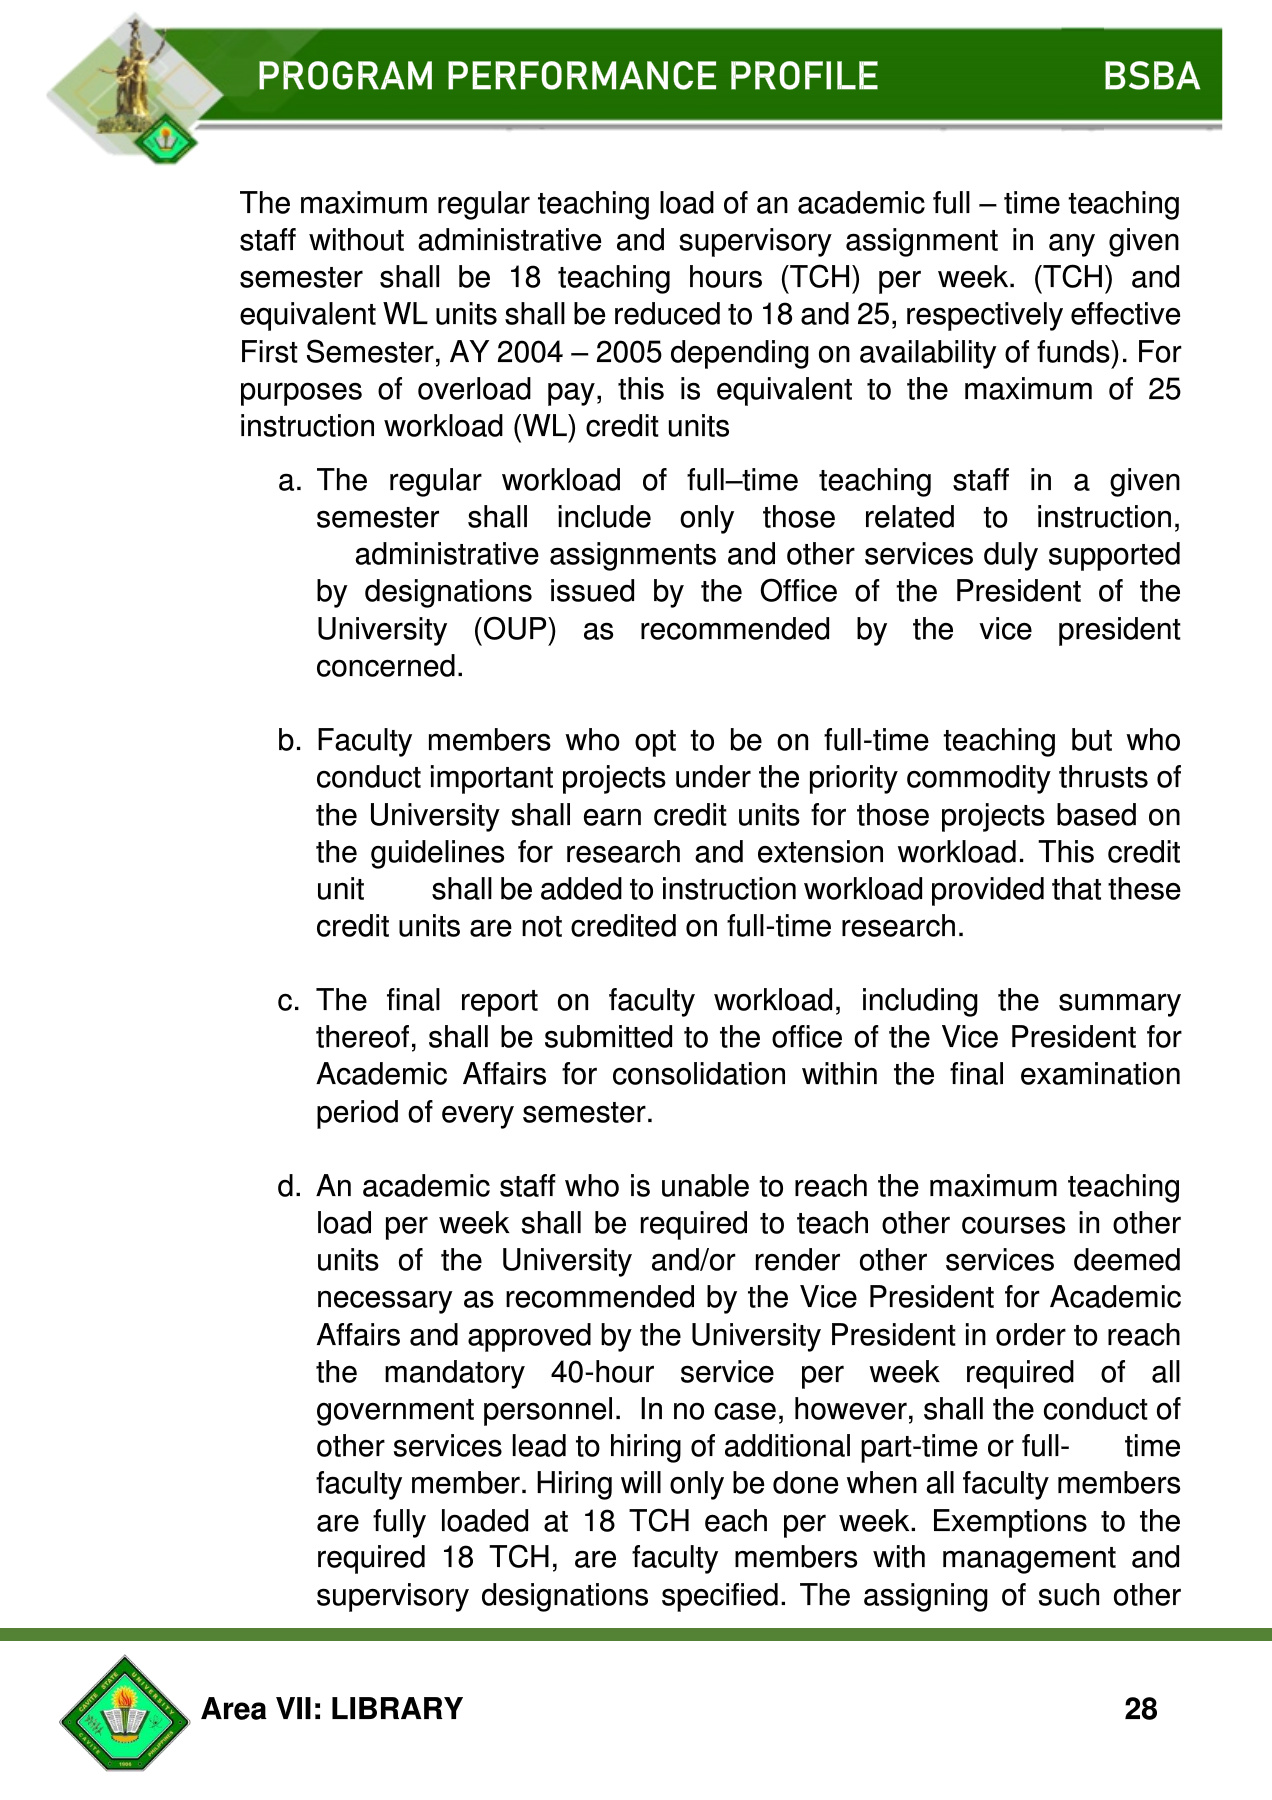 PROGRAM PERFORMANCE PROFILE BSBA
The maximum regular teaching load of an academic full – time teaching
staff without administrative and supervisory assignment in any given
semester shall be 18 teaching hours (TCH) per week. (TCH) and
equivalent WL units shall be reduced to 18 and 25, respectively effective
First Semester, AY 2004 – 2005 depending on availability of funds). For
purposes of overload pay, this is equivalent to the maximum of 25
instruction workload (WL) credit units
a. The regular workload of full–time teaching staff in a given
semester shall include only those related to instruction,
administrative assignments and other services duly supported
by designations issued by the Office of the President of the
University (OUP) as recommended by the vice president
concerned.
b. Faculty members who opt to be on full-time teaching but who
conduct important projects under the priority commodity thrusts of
the University shall earn credit units for those projects based on
the guidelines for research and extension workload. This credit
unit shall be added to instruction workload provided that these
credit units are not credited on full-time research.
c. The final report on faculty workload, including the summary
thereof, shall be submitted to the office of the Vice President for
Academic Affairs for consolidation within the final examination
period of every semester.
d. An academic staff who is unable to reach the maximum teaching
load per week shall be required to teach other courses in other
units of the University and/or render other services deemed
necessary as recommended by the Vice President for Academic
Affairs and approved by the University President in order to reach
the mandatory 40-hour service per week required of all
government personnel. In no case, however, shall the conduct of
other services lead to hiring of additional part-time or full- time
faculty member. Hiring will only be done when all faculty members
are fully loaded at 18 TCH each per week. Exemptions to the
required 18 TCH, are faculty members with management and
supervisory designations specified. The assigning of such other
CAVITE STATE UNIVERSITY
CAVITE PHILIPPINES
1906
Area VII: LIBRARY 28